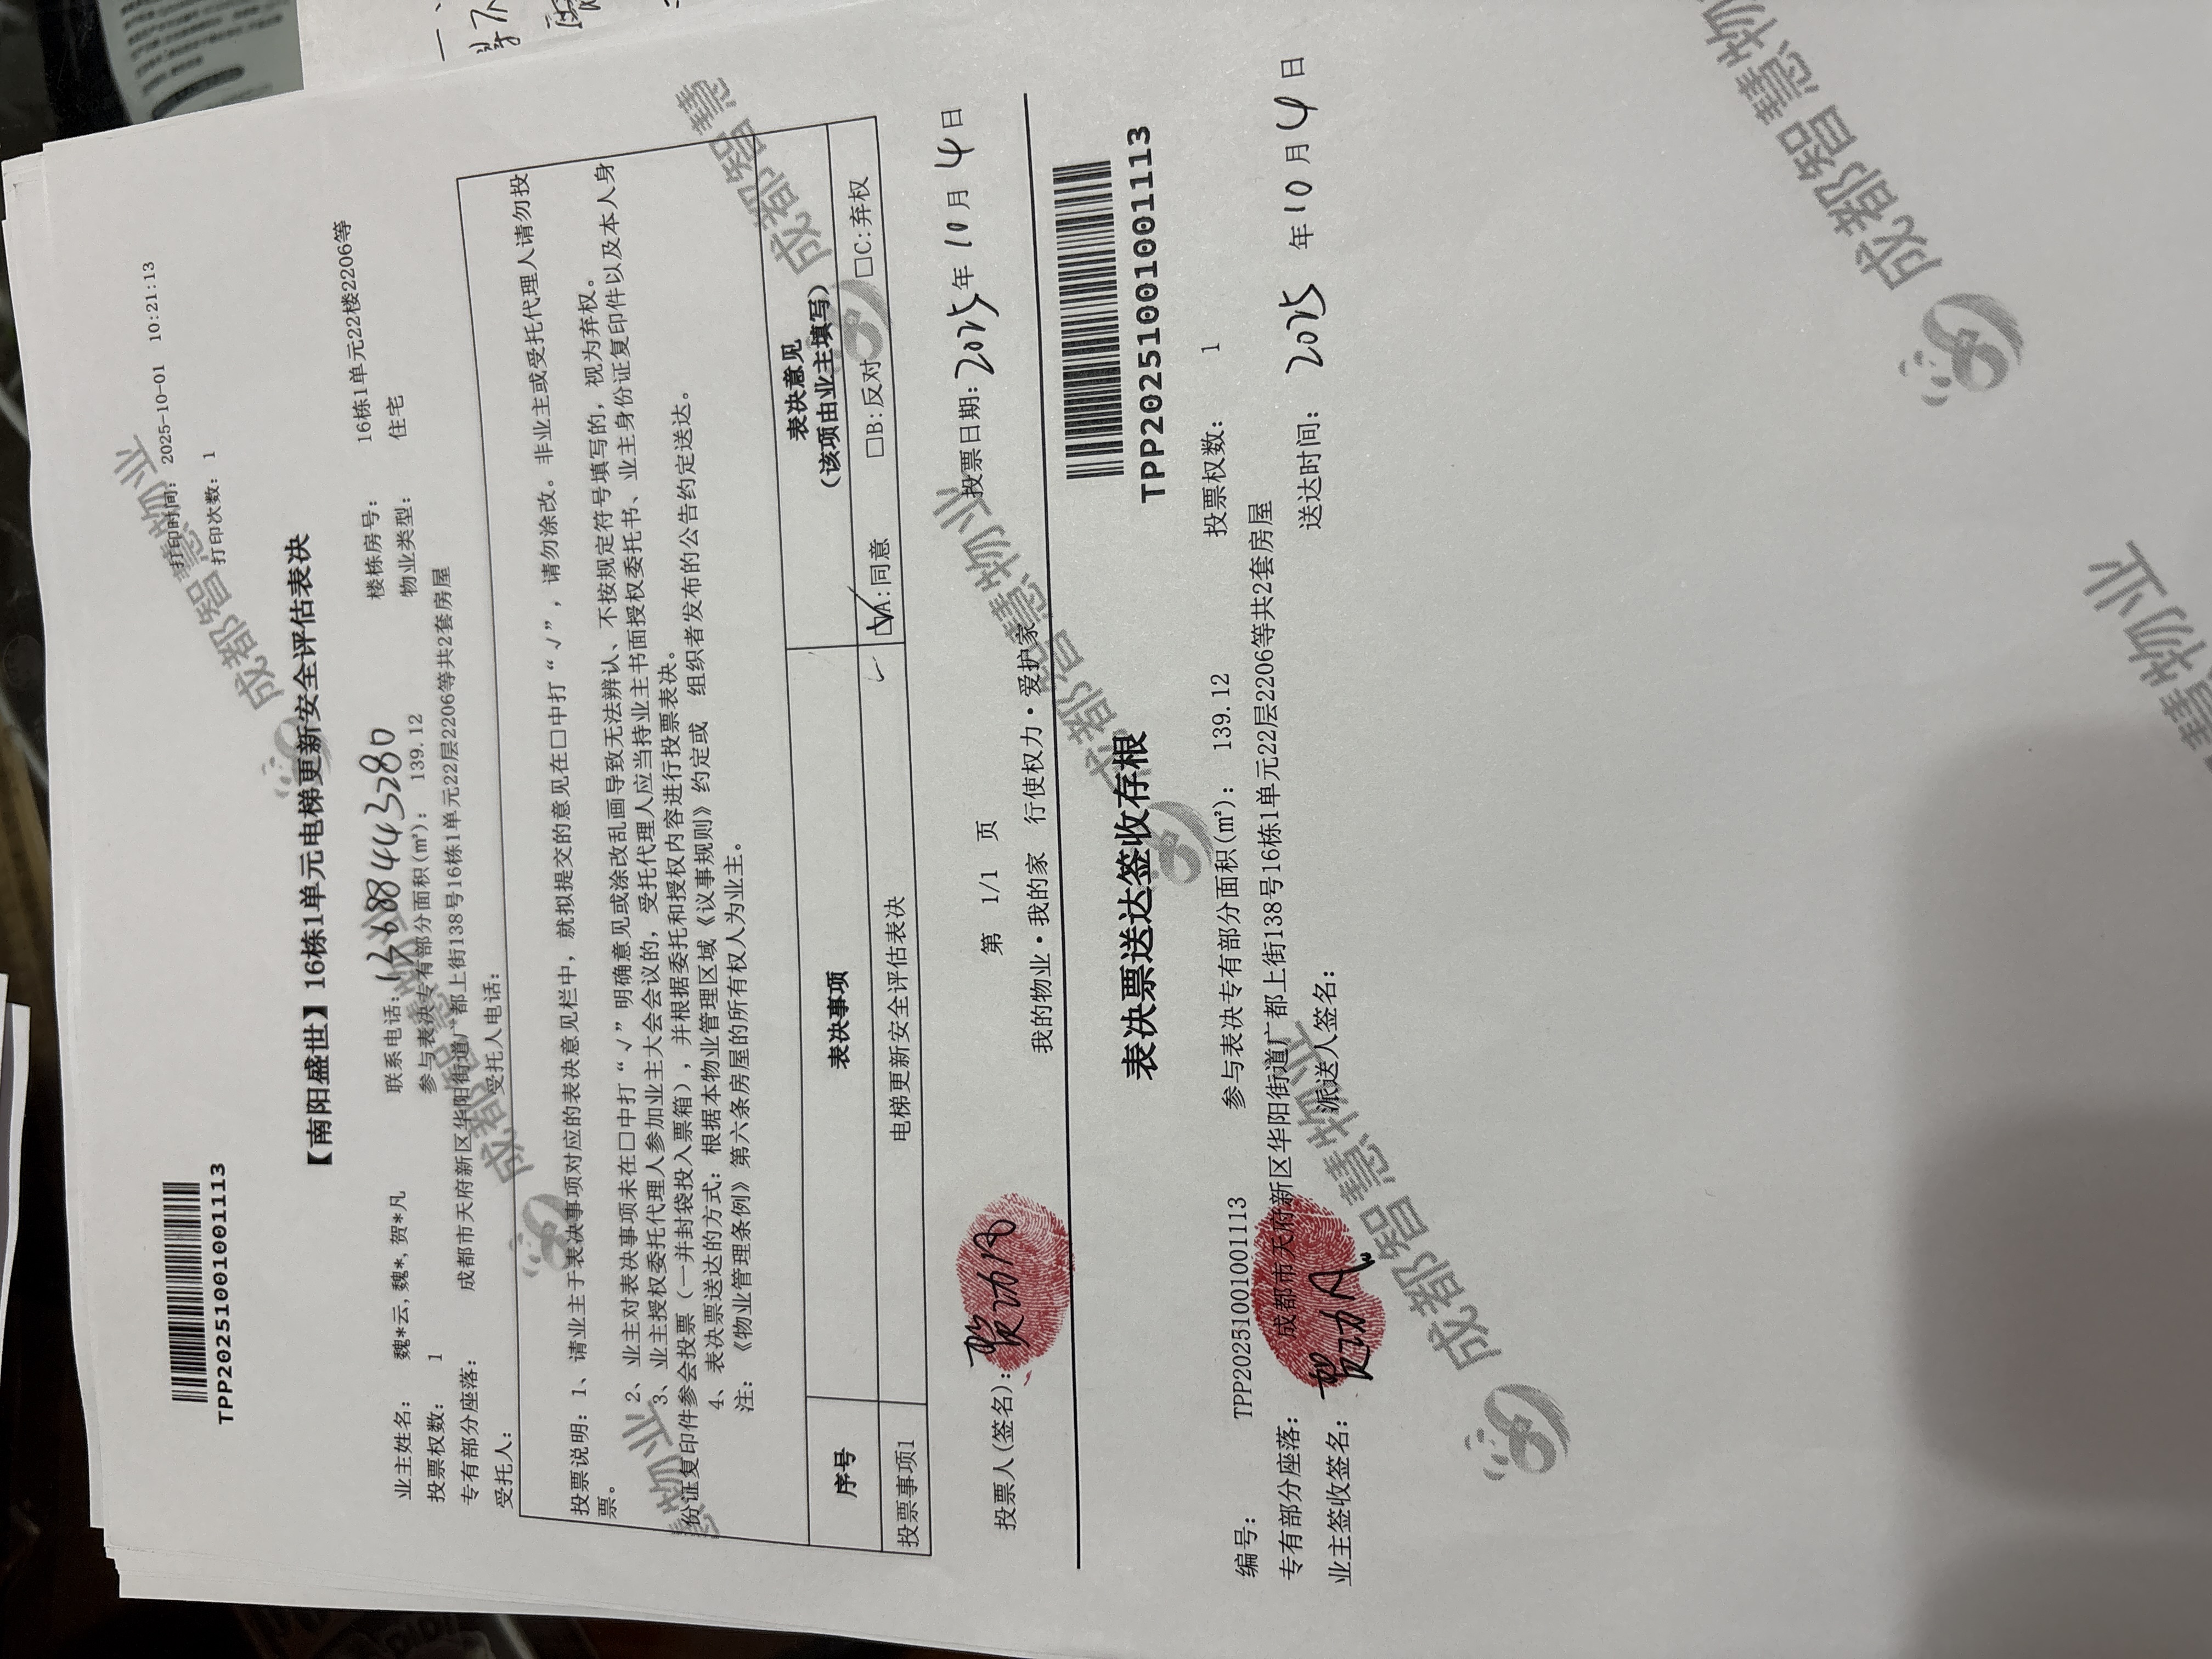 TPP20251001001113
打印时间： 2025-10-01 10:21:13
打印次数： 1
【南阳盛世】16栋1单元电梯更新安全评估表决
业主姓名： 魏*云,魏*,贺*凡 联系电话：13688443280 楼栋房号： 16栋1单元22楼2206等
投票权数： 1 参与表决专有部分面积(㎡)： 139.12 物业类型： 住宅
专有部分座落： 成都市天府新区华阳街道广都上街138号16栋1单元22层2206等共2套房屋
受托人： 受托人电话：
投票说明：1、请业主于表决事项对应的表决意见栏中，就拟提交的意见在□中打“√”，请勿涂改。非业主或受托代理人请勿投
票。
2、业主对表决事项未在□中打“√”明确意见或涂改乱画导致无法辨认、不按规定符号填写的，视为弃权。
3、业主授权委托代理人参加业主大会会议的，受托代理人应当持业主书面授权委托书、业主身份证复印件以及本人身
份证复印件参会投票（一并封袋投入票箱），并根据委托和授权内容进行投票表决。
4、表决票送达的方式：根据本物业管理区域《议事规则》约定或 组织者发布的公告约定送达。
注：《物业管理条例》第六条房屋的所有权人为业主。
序号 表决事项 表决意见
（该项由业主填写）
投票事项1 电梯更新安全评估表决 ☑A:同意 □B:反对 □C:弃权
投票人(签名)： 第 1/1 页 投票日期：2025年10月4日
我的物业·我的家 行使权力·爱护家
表决票送达签收存根
TPP20251001001113
编号： TPP20251001001113 参与表决专有部分面积(㎡)： 139.12 投票权数： 1
专有部分座落： 成都市天府新区华阳街道广都上街138号16栋1单元22层2206等共2套房屋
业主签收签名： 派送人签名： 送达时间： 2025年10月4日
成都智慧物业
成都智慧物业
慧物业
成都智慧
成都智慧物业
成都智慧物业
成都智慧物
慧物业